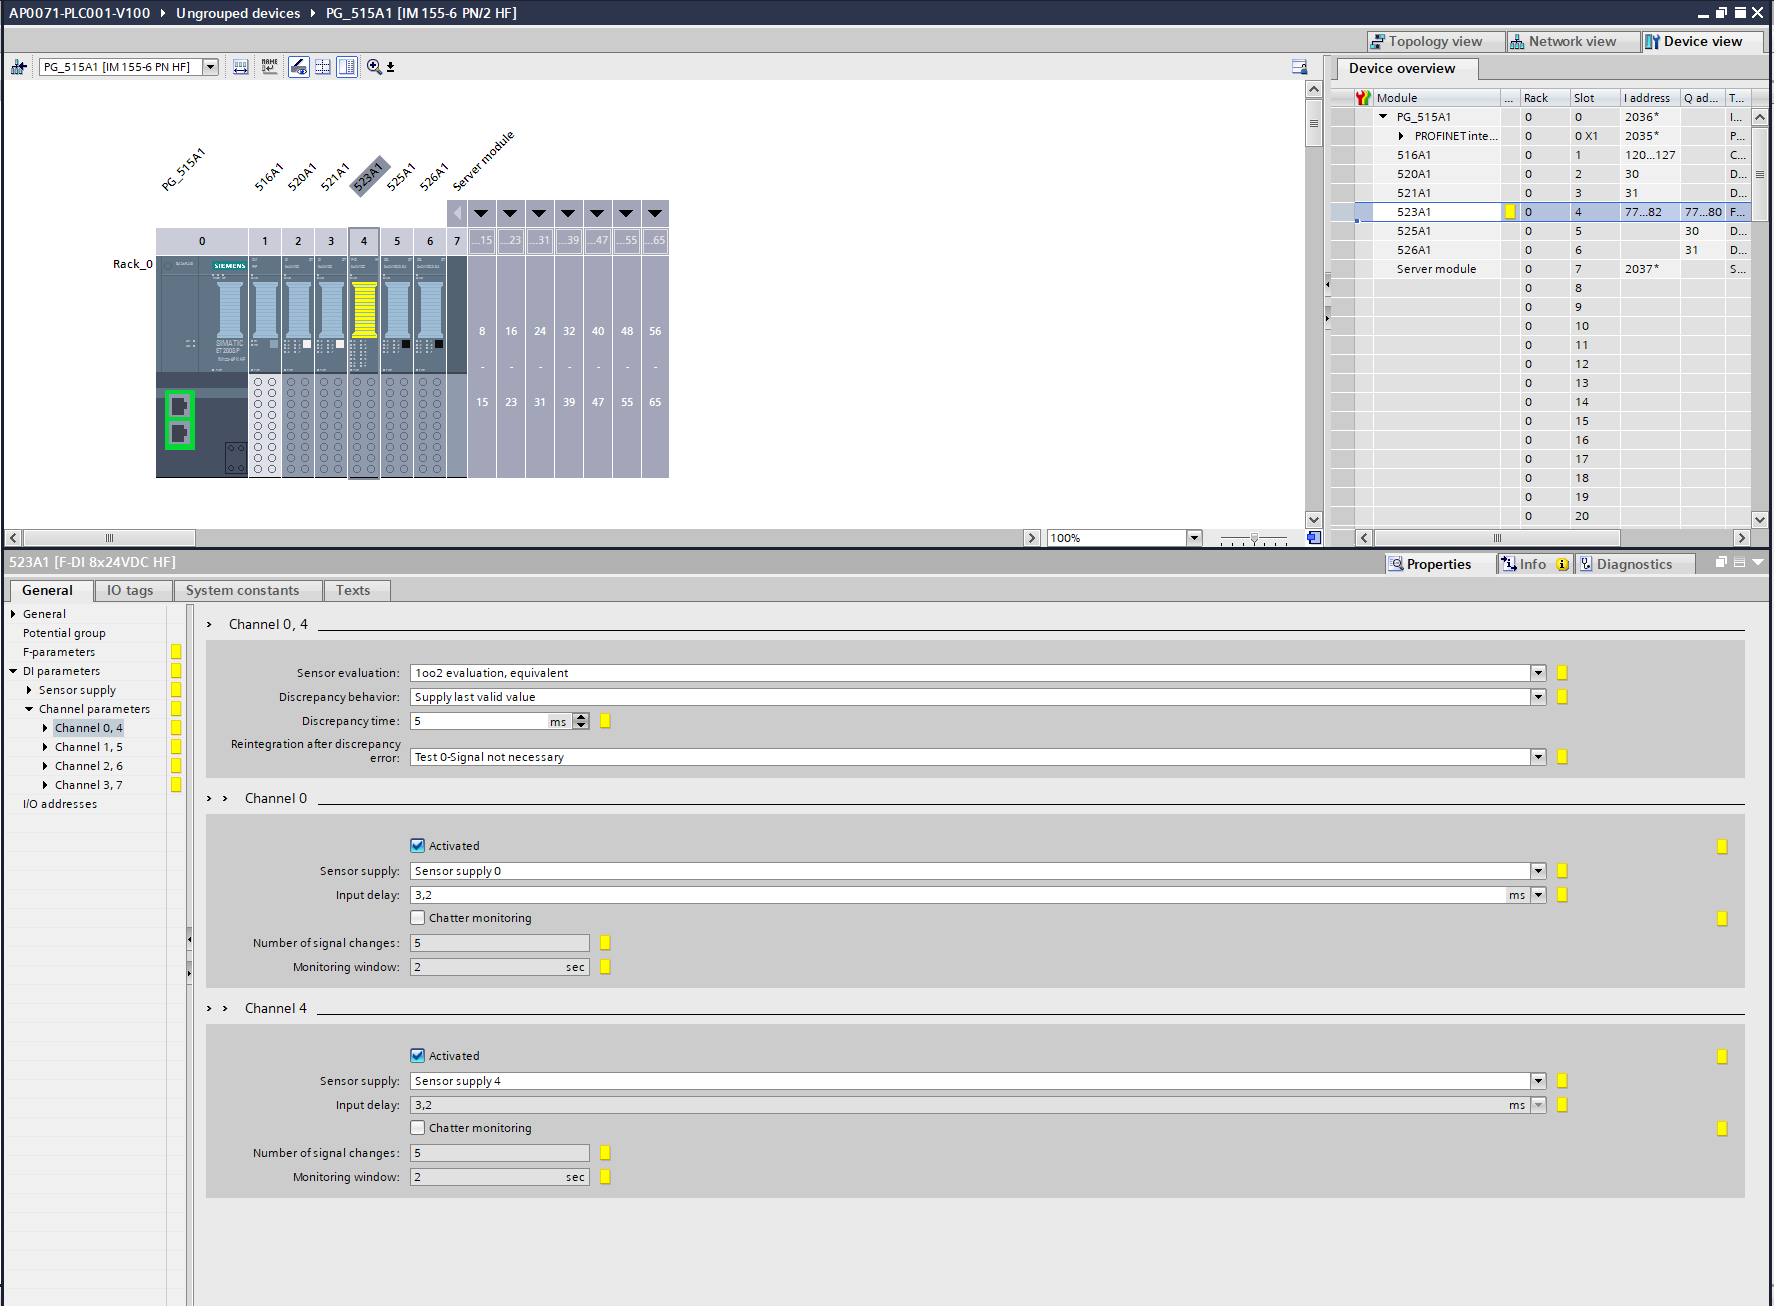 AP0071-PLC001-V100 › Ungrouped devices › PG_515A1 [IM 155-6 PN/2 HF]
Topology view
Network view
Device view
PG_515A1 [IM 155-6 PN HF]
Device overview
Module ... Rack Slot I address Q ad... T...
PG_515A1 0 0 2036* I...
PROFINET inte... 0 0 X1 2035* P...
516A1 0 1 120...127 C...
520A1 0 2 30 D...
521A1 0 3 31 D...
523A1 0 4 77...82 77...80 F...
525A1 0 5 30 D...
526A1 0 6 31 D...
Server module 0 7 2037* S...
0 8
0 9
0 10
0 11
0 12
0 13
0 14
0 15
0 16
0 17
0 18
0 19
0 20
PG_515A1
516A1
520A1
521A1
523A1
525A1
526A1
Server module
0 1 2 3 4 5 6 7 ...15 ...23 ...31 ...39 ...47 ...55 ...65
Rack_0
SIEMENS
SIMATIC
ET 200SP
8 16 24 32 40 48 56
- - - - - - -
15 23 31 39 47 55 65
100%
523A1 [F-DI 8x24VDC HF]
Properties
Info
Diagnostics
General
IO tags
System constants
Texts
General
Potential group
F-parameters
DI parameters
Sensor supply
Channel parameters
Channel 0, 4
Channel 1, 5
Channel 2, 6
Channel 3, 7
I/O addresses
Channel 0, 4
Sensor evaluation: 1oo2 evaluation, equivalent
Discrepancy behavior: Supply last valid value
Discrepancy time: 5 ms
Reintegration after discrepancy
error: Test 0-Signal not necessary
Channel 0
Activated
Sensor supply: Sensor supply 0
Input delay: 3,2 ms
Chatter monitoring
Number of signal changes: 5
Monitoring window: 2 sec
Channel 4
Activated
Sensor supply: Sensor supply 4
Input delay: 3,2 ms
Chatter monitoring
Number of signal changes: 5
Monitoring window: 2 sec